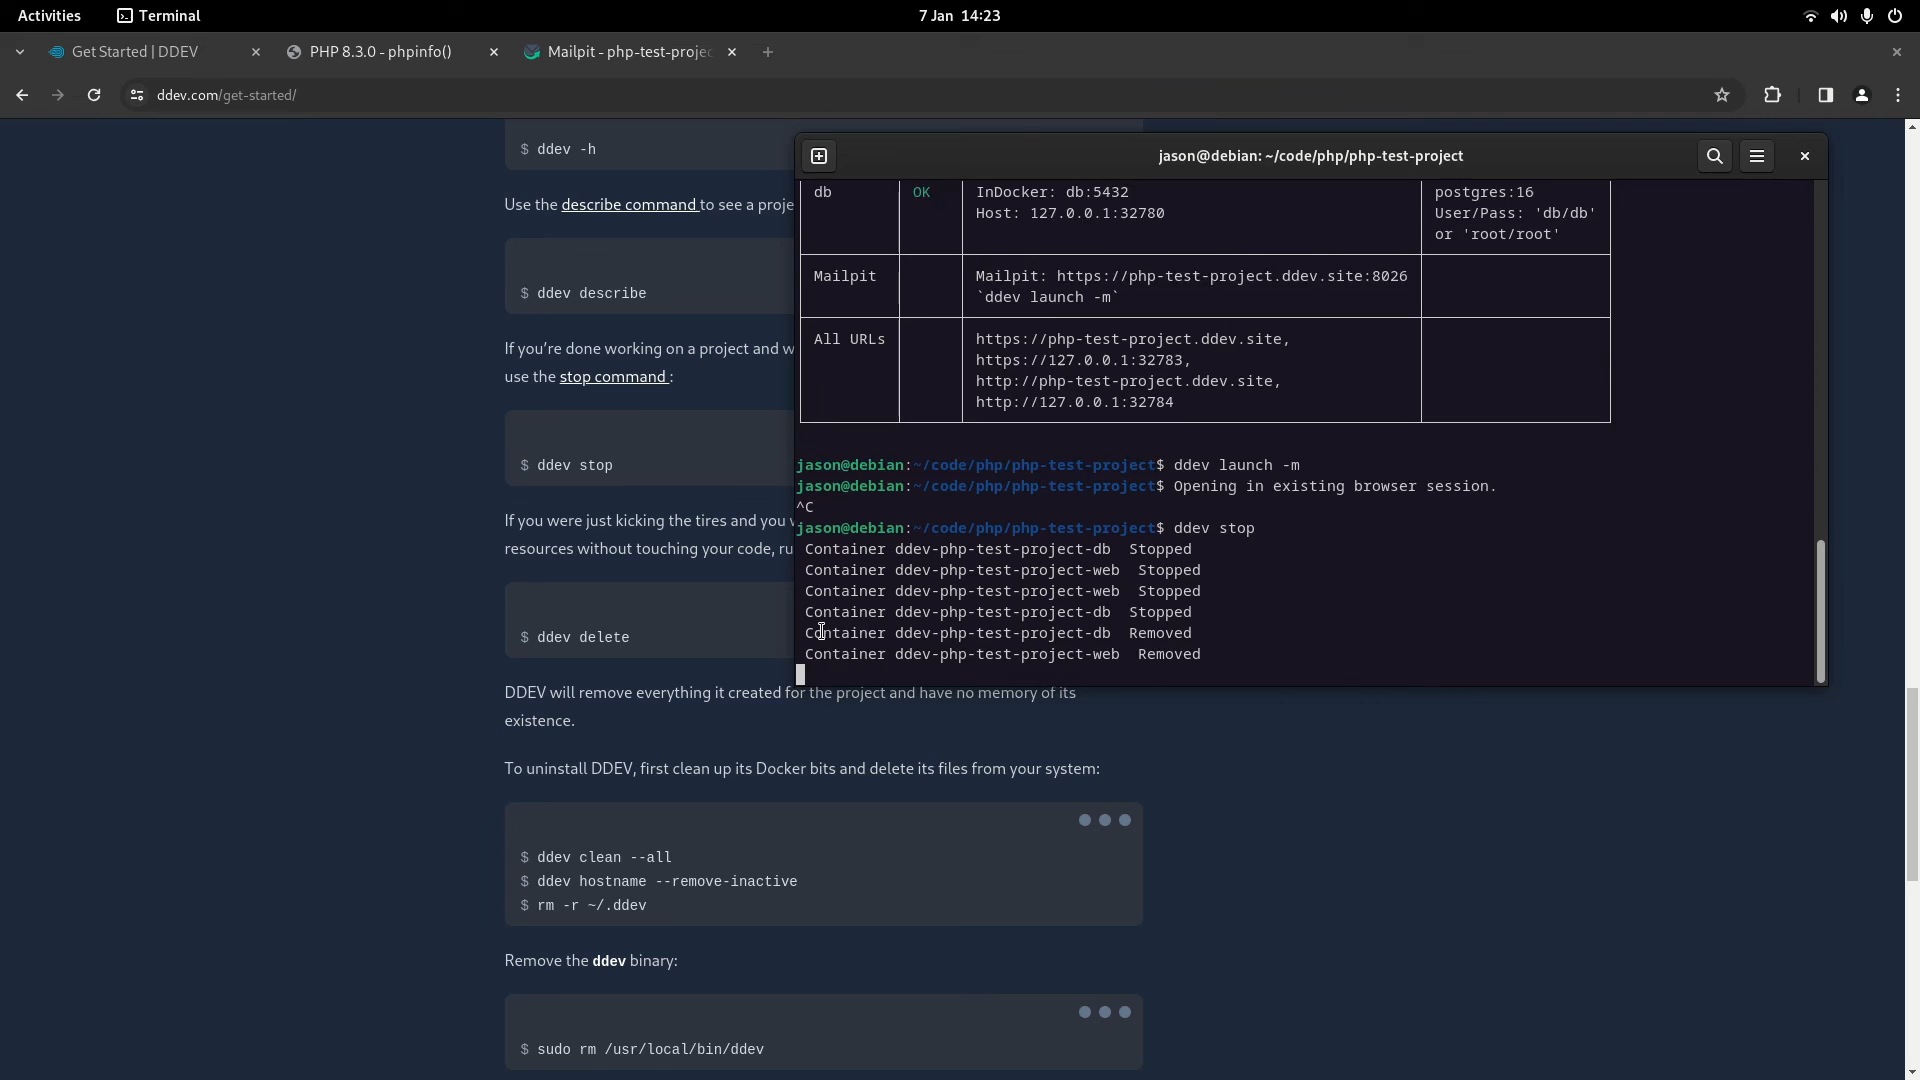 Activities
Terminal
7 Jan 14:23
Get Started | DDEV
PHP 8.3.0 - phpinfo()
Mailpit - php-test-projec
ddev.com/get-started/
$ ddev -h
Use the describe command to see a proje
$ ddev describe
If you’re done working on a project and w
use the stop command :
$ ddev stop
If you were just kicking the tires and you w
resources without touching your code, ru
$ ddev delete
DDEV will remove everything it created for the project and have no memory of its
existence.
To uninstall DDEV, first clean up its Docker bits and delete its files from your system:
$ ddev clean --all
$ ddev hostname --remove-inactive
$ rm -r ~/.ddev
Remove the ddev binary:
$ sudo rm /usr/local/bin/ddev
jason@debian: ~/code/php/php-test-project
db OK InDocker: db:5432 postgres:16
Host: 127.0.0.1:32780 User/Pass: 'db/db'
or 'root/root'
Mailpit Mailpit: https://php-test-project.ddev.site:8026
`ddev launch -m`
All URLs https://php-test-project.ddev.site,
https://127.0.0.1:32783,
http://php-test-project.ddev.site,
http://127.0.0.1:32784
jason@debian:~/code/php/php-test-project$ ddev launch -m
jason@debian:~/code/php/php-test-project$ Opening in existing browser session.
^C
jason@debian:~/code/php/php-test-project$ ddev stop
Container ddev-php-test-project-db Stopped
Container ddev-php-test-project-web Stopped
Container ddev-php-test-project-web Stopped
Container ddev-php-test-project-db Stopped
Container ddev-php-test-project-db Removed
Container ddev-php-test-project-web Removed